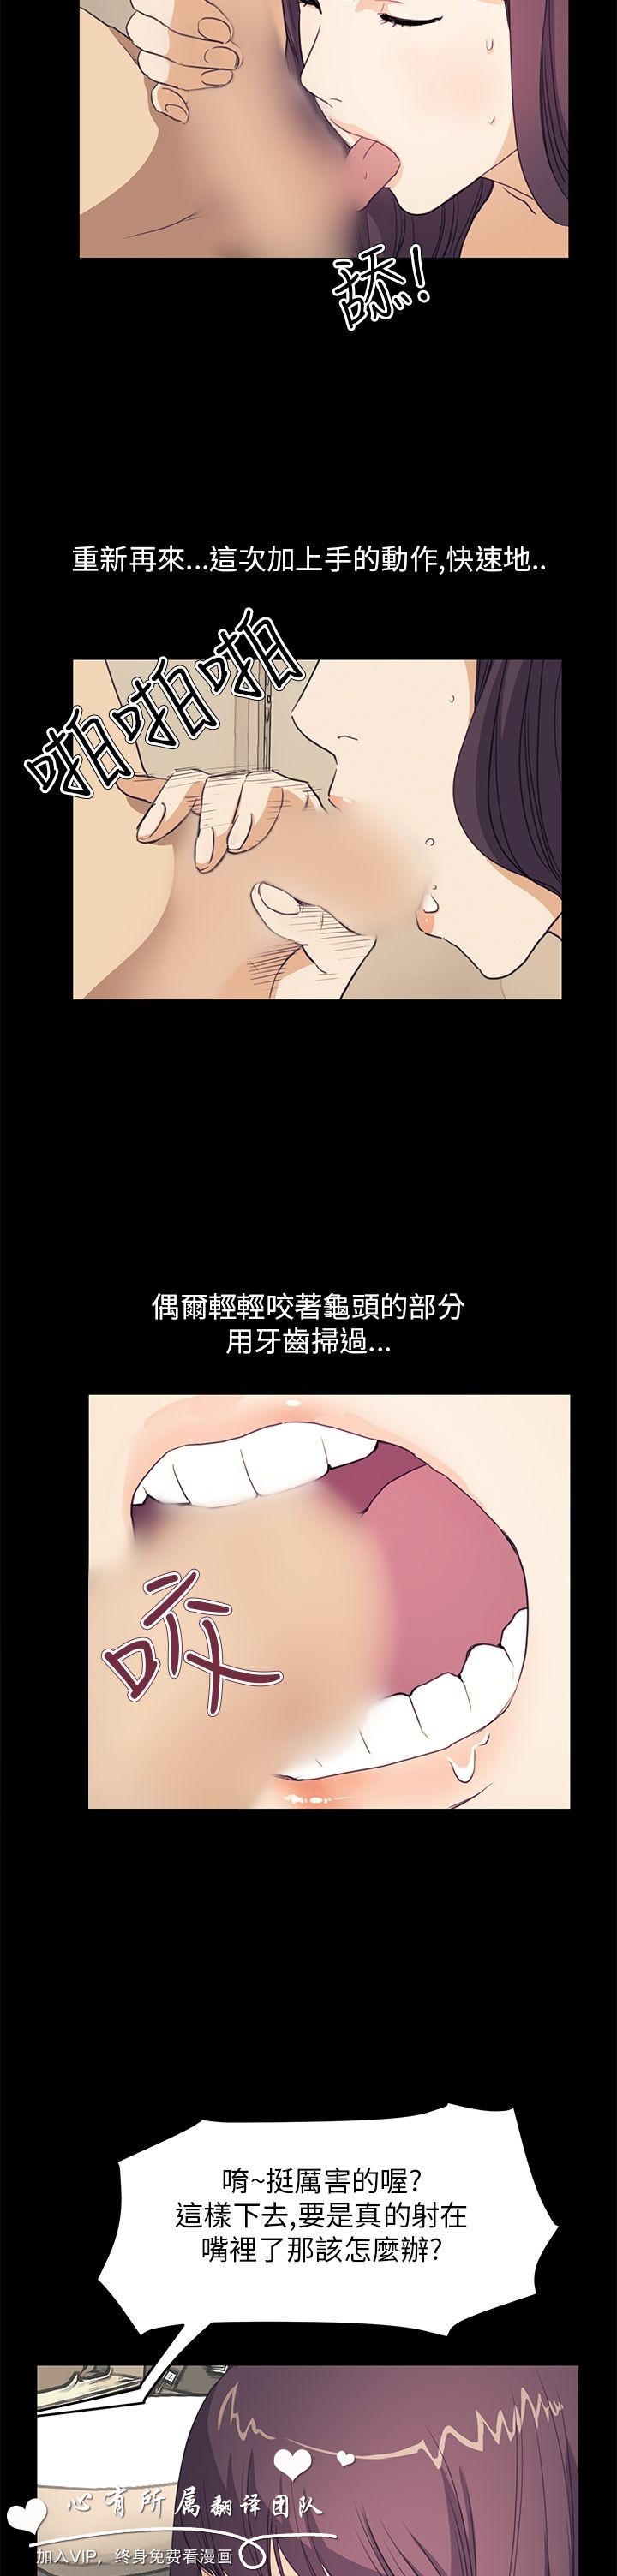 舔!
重新再來...這次加上手的動作,快速地..
啪啪啪
偶爾輕輕咬著龜頭的部分
用牙齒掃過...
咬
唷~挺厲害的喔?
這樣下去,要是真的射在
嘴裡了那該怎麼辦?
心有所属翻译团队
加入VIP，终身免费看漫画